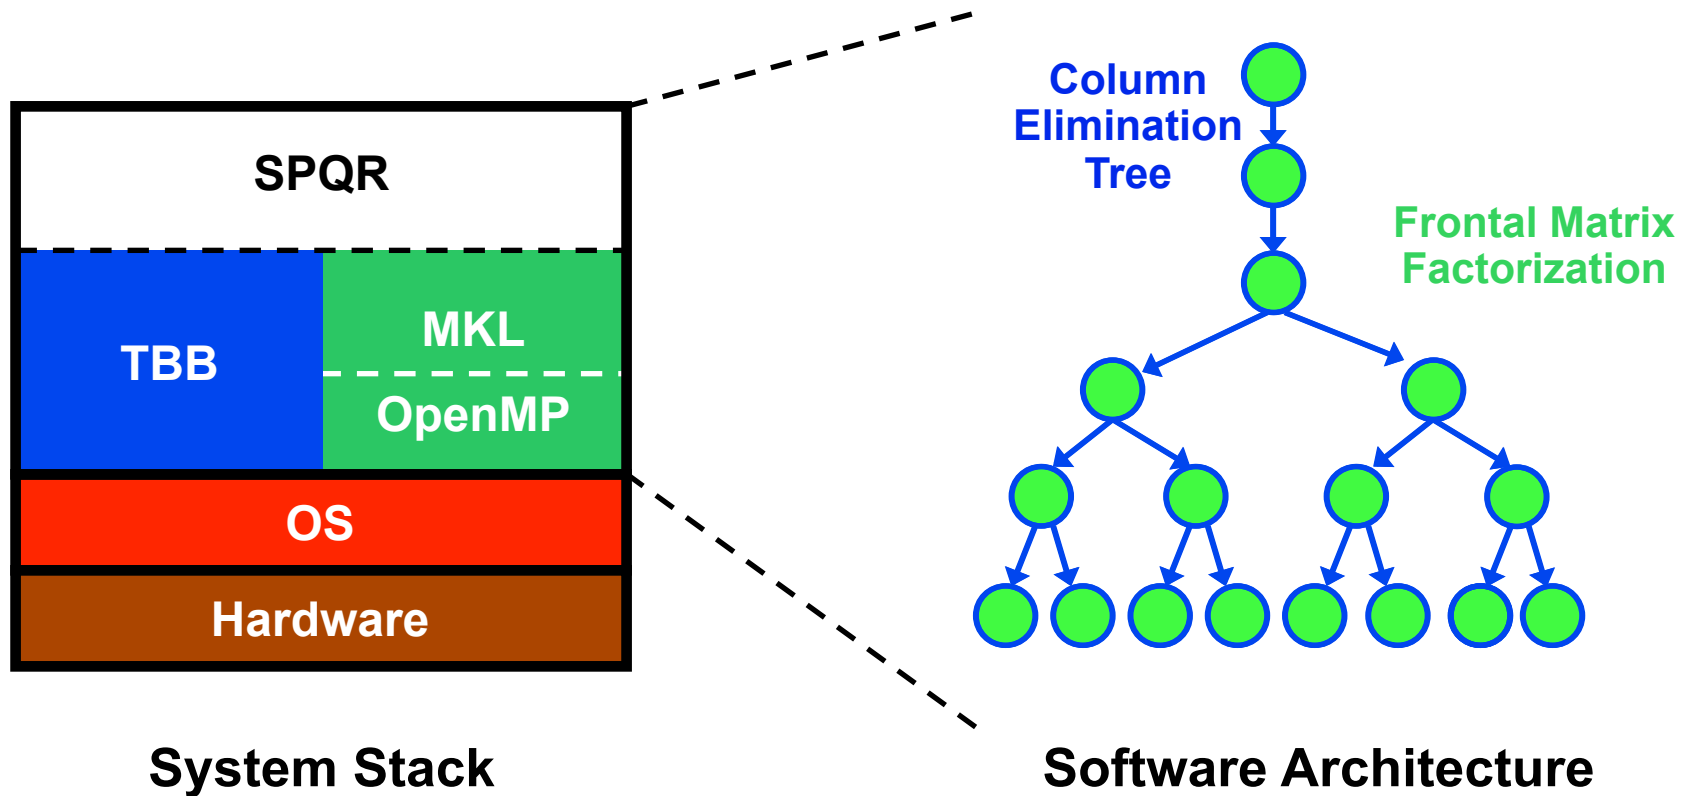 SPQR
TBB
MKL
OpenMP
OS
Hardware
System Stack
Column
Elimination
Tree
Frontal Matrix
Factorization
Software Architecture